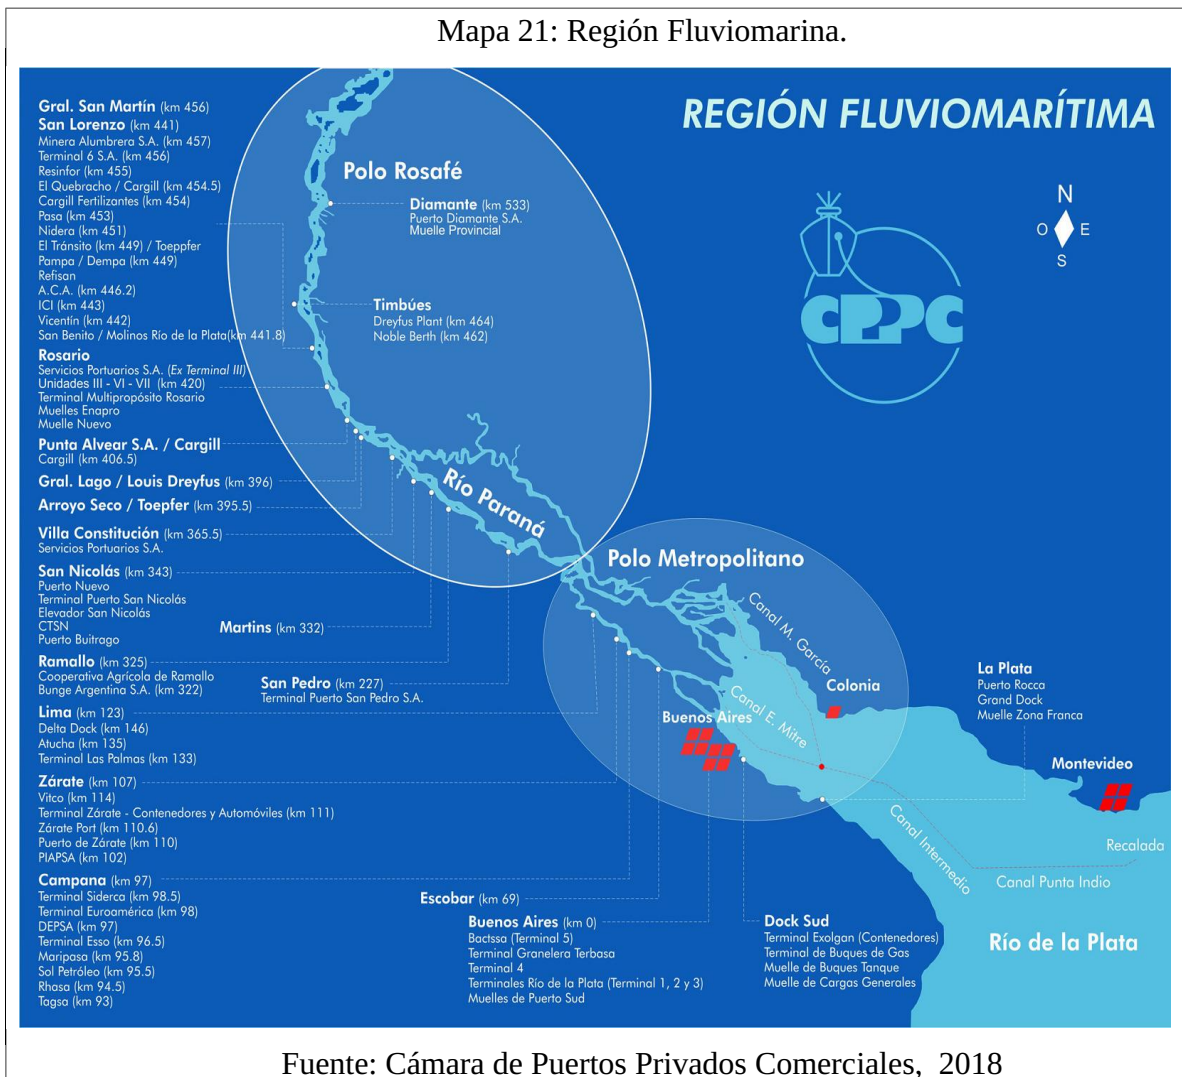 Mapa 21: Región Fluviomarina.
REGIÓN FLUVIOMARÍTIMA
N
O
E
S
CPPC
Gral. San Martín (km 456)
San Lorenzo (km 441)
Minera Alumbrera S.A. (km 457)
Terminal 6 S.A. (km 456)
Resinfor (km 455)
El Quebracho / Cargill (km 454.5)
Cargill Fertilizantes (km 454)
Pasa (km 453)
Nidera (km 451)
El Tránsito (km 449) / Toeppfer
Pampa / Dempa (km 449)
Refisan
A.C.A. (km 446.2)
ICI (km 443)
Vicentín (km 442)
San Benito / Molinos Río de la Plata(km 441.8)
Rosario
Servicios Portuarios S.A. (Ex Terminal III)
Unidades III - VI - VII (km 420)
Terminal Multipropósito Rosario
Muelles Enapro
Muelle Nuevo
Punta Alvear S.A. / Cargill
Cargill (km 406.5)
Gral. Lago / Louis Dreyfus (km 396)
Arroyo Seco / Toepfer (km 395.5)
Villa Constitución (km 365.5)
Servicios Portuarios S.A.
San Nicolás (km 343)
Puerto Nuevo
Terminal Puerto San Nicolás
Elevador San Nicolás
CTSN
Puerto Buitrago
Martins (km 332)
Ramallo (km 325)
Cooperativa Agrícola de Ramallo
Bunge Argentina S.A. (km 322)
San Pedro (km 227)
Terminal Puerto San Pedro S.A.
Lima (km 123)
Delta Dock (km 146)
Atucha (km 135)
Terminal Las Palmas (km 133)
Zárate (km 107)
Vitco (km 114)
Terminal Zárate - Contenedores y Automóviles (km 111)
Zárate Port (km 110.6)
Puerto de Zárate (km 110)
PIAPSA (km 102)
Campana (km 97)
Terminal Siderca (km 98.5)
Terminal Euroamérica (km 98)
DEPSA (km 97)
Terminal Esso (km 96.5)
Maripasa (km 95.8)
Sol Petróleo (km 95.5)
Rhasa (km 94.5)
Tagsa (km 93)
Polo Rosafé
Diamante (km 533)
Puerto Diamante S.A.
Muelle Provincial
Timbúes
Dreyfus Plant (km 464)
Noble Berth (km 462)
Río Paraná
Polo Metropolitano
Canal M. García
Colonia
Canal E. Mitre
Buenos Aires
La Plata
Puerto Rocca
Grand Dock
Muelle Zona Franca
Montevideo
Recalada
Canal Intermedio
Canal Punta Indio
Río de la Plata
Escobar (km 69)
Buenos Aires (km 0)
Bactssa (Terminal 5)
Terminal Granelera Terbasa
Terminal 4
Terminales Río de la Plata (Terminal 1, 2 y 3)
Muelles de Puerto Sud
Dock Sud
Terminal Exolgan (Contenedores)
Terminal de Buques de Gas
Muelle de Buques Tanque
Muelle de Cargas Generales
Fuente: Cámara de Puertos Privados Comerciales, 2018